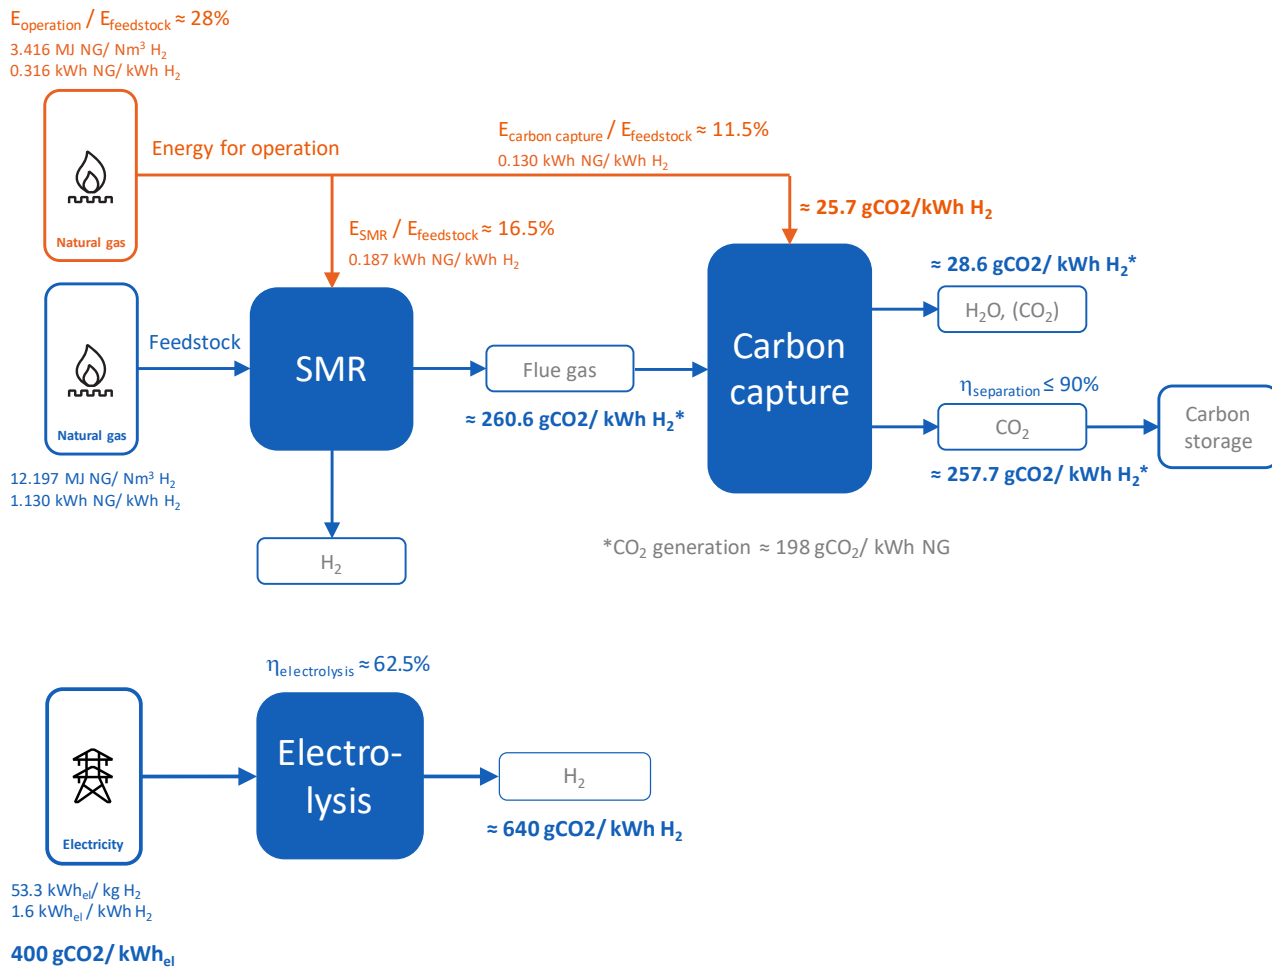 E_operation / E_feedstock ≈ 28%
3.416 MJ NG/ Nm³ H₂
0.316 kWh NG/ kWh H₂
Natural gas
Energy for operation
E_carbon capture / E_feedstock ≈ 11.5%
0.130 kWh NG/ kWh H₂
≈ 25.7 gCO2/kWh H₂
E_SMR / E_feedstock ≈ 16.5%
0.187 kWh NG/ kWh H₂
Natural gas
Feedstock
12.197 MJ NG/ Nm³ H₂
1.130 kWh NG/ kWh H₂
SMR
Flue gas
≈ 260.6 gCO2/ kWh H₂*
H₂
Carbon
capture
≈ 28.6 gCO2/ kWh H₂*
H₂O, (CO₂)
η_separation ≤ 90%
CO₂
≈ 257.7 gCO2/ kWh H₂*
Carbon
storage
*CO₂ generation ≈ 198 gCO₂/ kWh NG
η_electrolysis ≈ 62.5%
Electricity
Electro-
lysis
H₂
≈ 640 gCO2/ kWh H₂
53.3 kWh_el/ kg H₂
1.6 kWh_el / kWh H₂
400 gCO2/ kWh_el